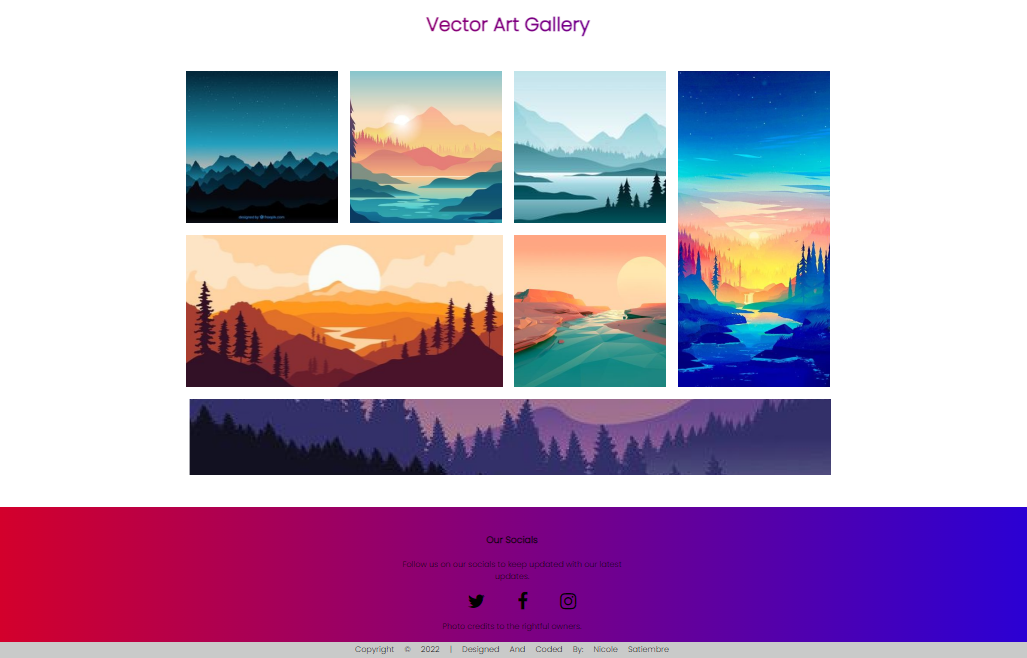 Vector Art Gallery
designed by freepik.com
Our Socials
Follow us on our socials to keep updated with our latest
updates.
Photo credits to the rightful owners.
Copyright © 2022 | Designed And Coded By: Nicole Satiembre